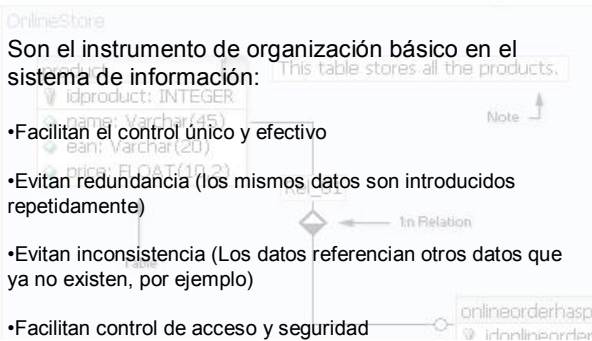 OnlineStore
Son el instrumento de organización básico en el
sistema de información:
product
This table stores all the products.
idproduct: INTEGER
name: Varchar(45)
Note
•Facilitan el control único y efectivo
ean: Varchar(20)
price: FLOAT(10,2)
•Evitan redundancia (los mismos datos son introducidos
repetidamente)
Rel_01
1:n Relation
•Evitan inconsistencia (Los datos referencian otros datos que
ya no existen, por ejemplo)
Table
onlineorderhasp
•Facilitan control de acceso y seguridad
idonlineorder